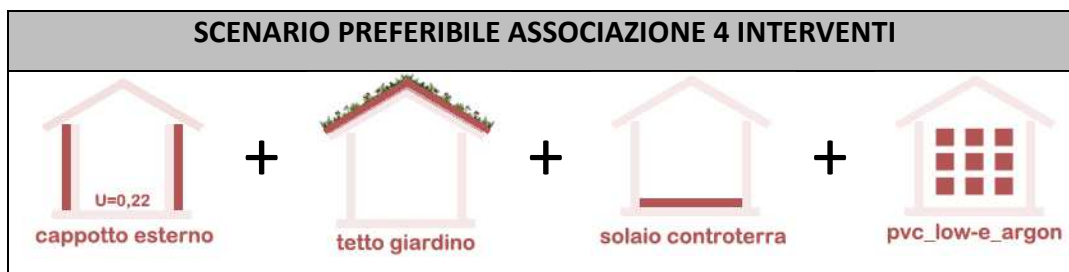 SCENARIO PREFERIBILE ASSOCIAZIONE 4 INTERVENTI
+ + +
U=0,22
cappotto esterno
tetto giardino
solaio controterra
pvc_low-e_argon